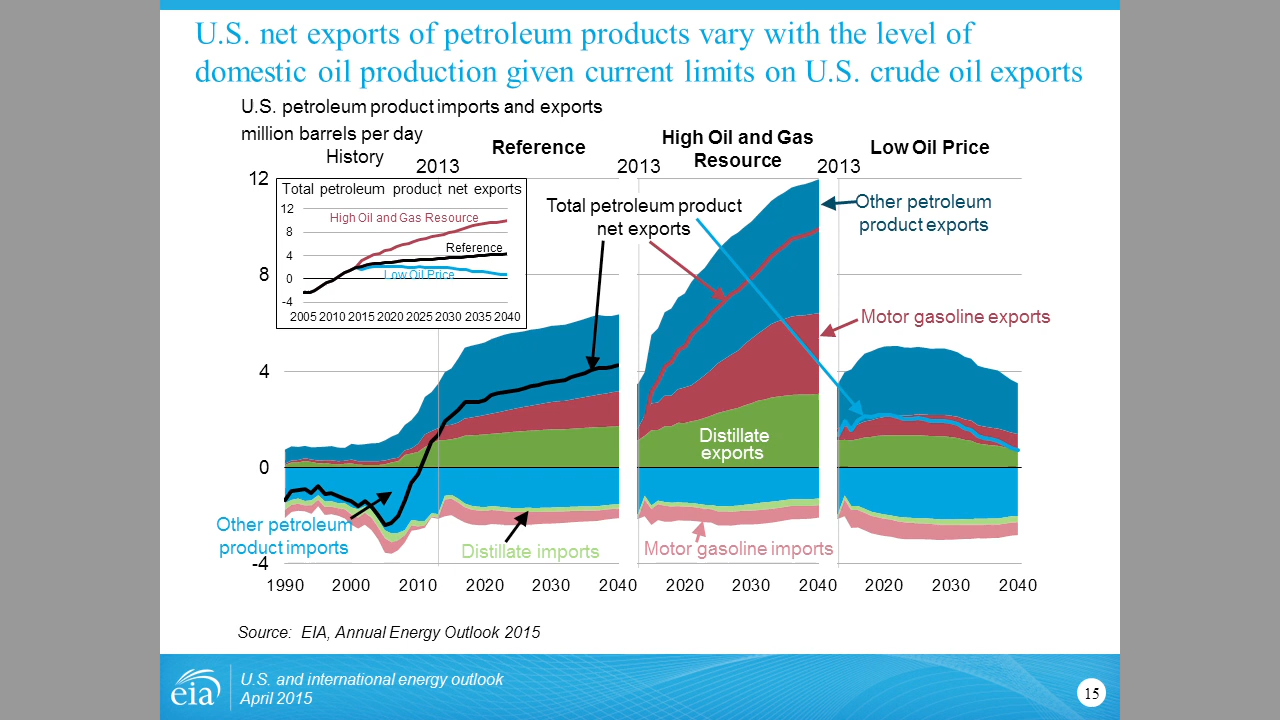 U.S. net exports of petroleum products vary with the level of
domestic oil production given current limits on U.S. crude oil exports
U.S. petroleum product imports and exports
million barrels per day
History
2013
Reference
2013
High Oil and Gas
Resource
2013
Low Oil Price
12
8
4
0
-4
Total petroleum product net exports
12
8
4
0
-4
High Oil and Gas Resource
Reference
Low Oil Price
2005 2010 2015 2020 2025 2030 2035 2040
Total petroleum product
net exports
Other petroleum
product exports
Motor gasoline exports
Distillate
exports
Other petroleum
product imports
Distillate imports
Motor gasoline imports
1990 2000 2010 2020 2030 2040 2020 2030 2040 2020 2030 2040
Source: EIA, Annual Energy Outlook 2015
eia
U.S. and international energy outlook
April 2015
15